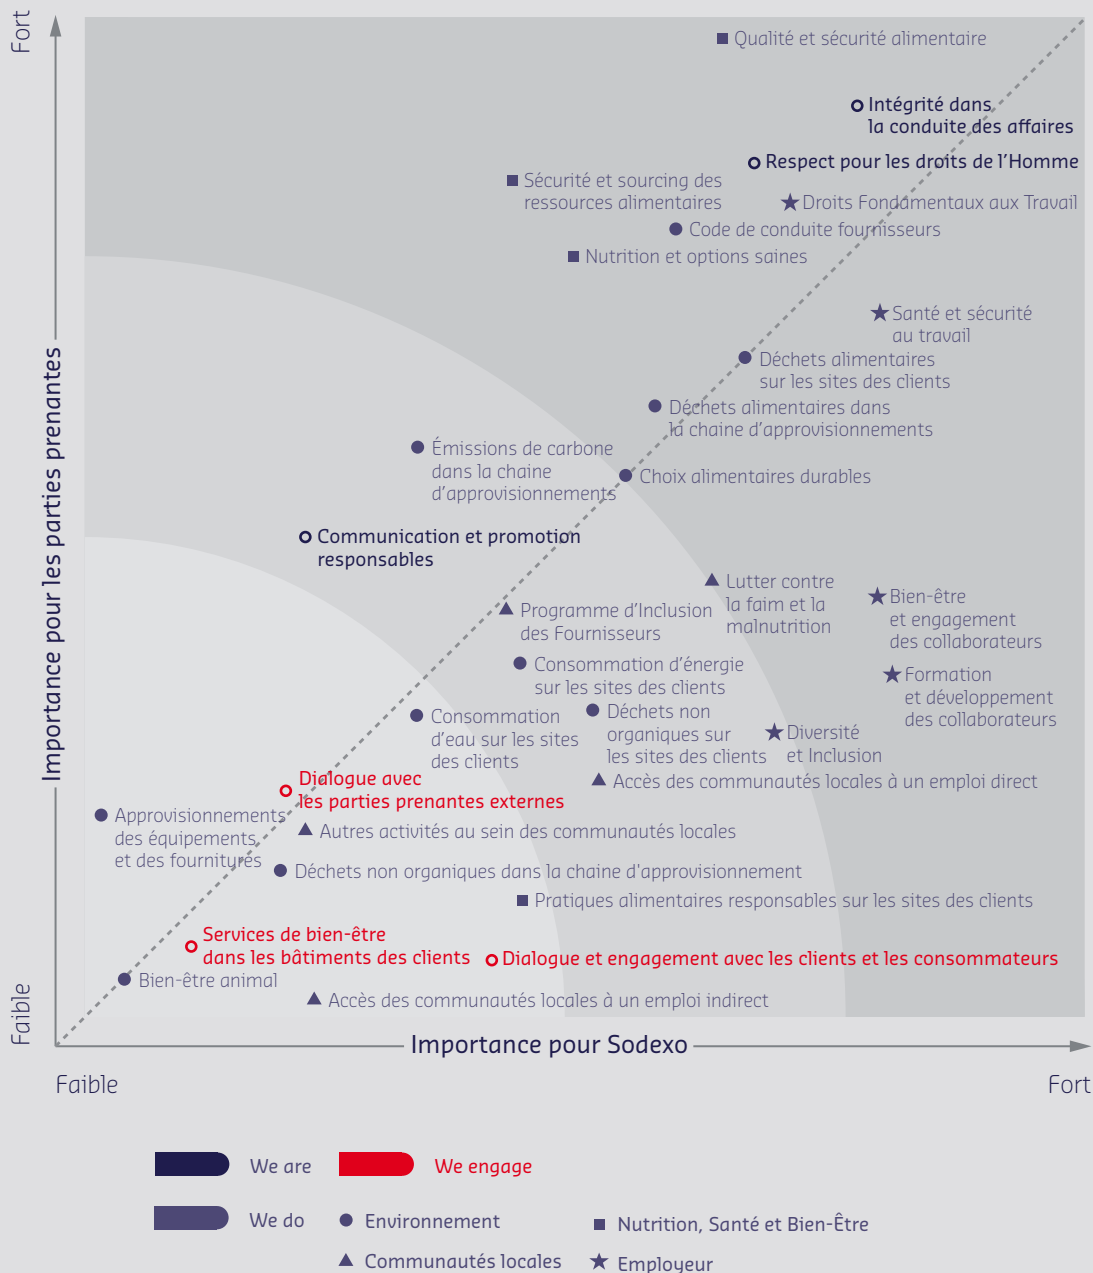 Fort
Qualité et sécurité alimentaire
Intégrité dans
la conduite des affaires
Respect pour les droits de l'Homme
Sécurité et sourcing des
ressources alimentaires
Droits Fondamentaux aux Travail
Code de conduite fournisseurs
Nutrition et options saines
Santé et sécurité
au travail
Déchets alimentaires
sur les sites des clients
Déchets alimentaires dans
la chaine d'approvisionnements
Émissions de carbone
dans la chaine
d'approvisionnements
Choix alimentaires durables
Communication et promotion
responsables
Lutter contre
la faim et la
malnutrition
Bien-être
et engagement
des collaborateurs
Programme d'Inclusion
des Fournisseurs
Consommation d'énergie
sur les sites des clients
Formation
et développement
des collaborateurs
Consommation
d'eau sur les sites
des clients
Déchets non
organiques sur
les sites des clients
Diversité
et Inclusion
Dialogue avec
les parties prenantes externes
Accès des communautés locales à un emploi direct
Approvisionnements
des équipements
et des fournitures
Autres activités au sein des communautés locales
Déchets non organiques dans la chaine d'approvisionnement
Pratiques alimentaires responsables sur les sites des clients
Services de bien-être
dans les bâtiments des clients
Dialogue et engagement avec les clients et les consommateurs
Bien-être animal
Accès des communautés locales à un emploi indirect
Importance pour les parties prenantes
Faible
Importance pour Sodexo
Faible
Fort
We are
We engage
We do
Environnement
Nutrition, Santé et Bien-Être
Communautés locales
Employeur